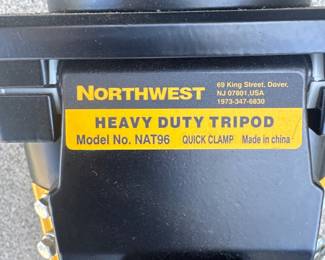 NORTHWEST
69 King Street, Dover,
NJ 07801,USA
1973-347-6830
HEAVY DUTY TRIPOD
Model No. NAT96 QUICK CLAMP Made in china